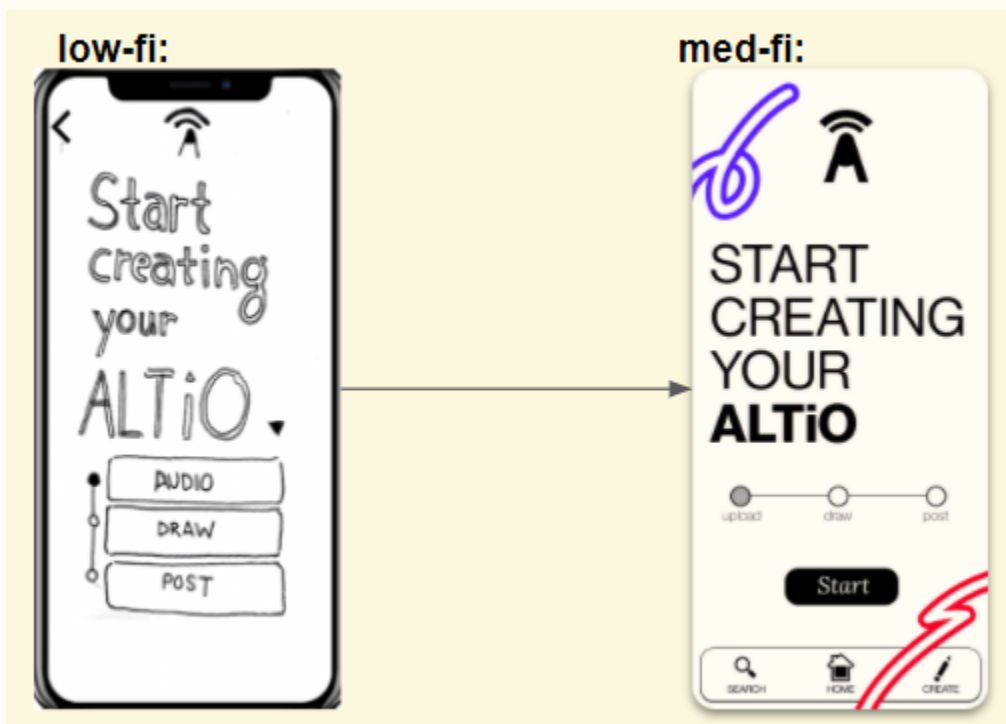 low-fi:
Start
creating
your
ALTiO
AUDIO
DRAW
POST
med-fi:
START
CREATING
YOUR
ALTiO
upload draw post
Start
SEARCH HOME CREATE